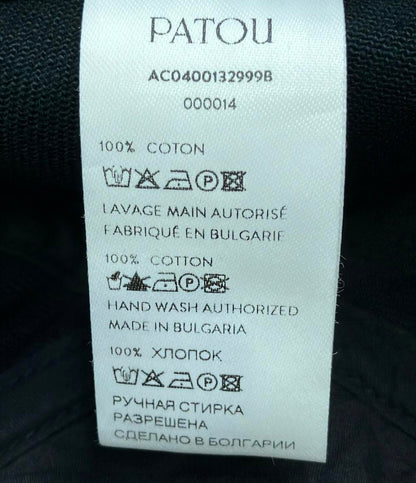 PATOU
AC0400132999B
000014
100% COTON
LAVAGE MAIN AUTORISÉ
FABRIQUÉ EN BULGARIE
100% COTTON
HAND WASH AUTHORIZED
MADE IN BULGARIA
100% ХЛОПОК
РУЧНАЯ СТИРКА
РАЗРЕШЕНА
СДЕЛАНО В БОЛГАРИИ